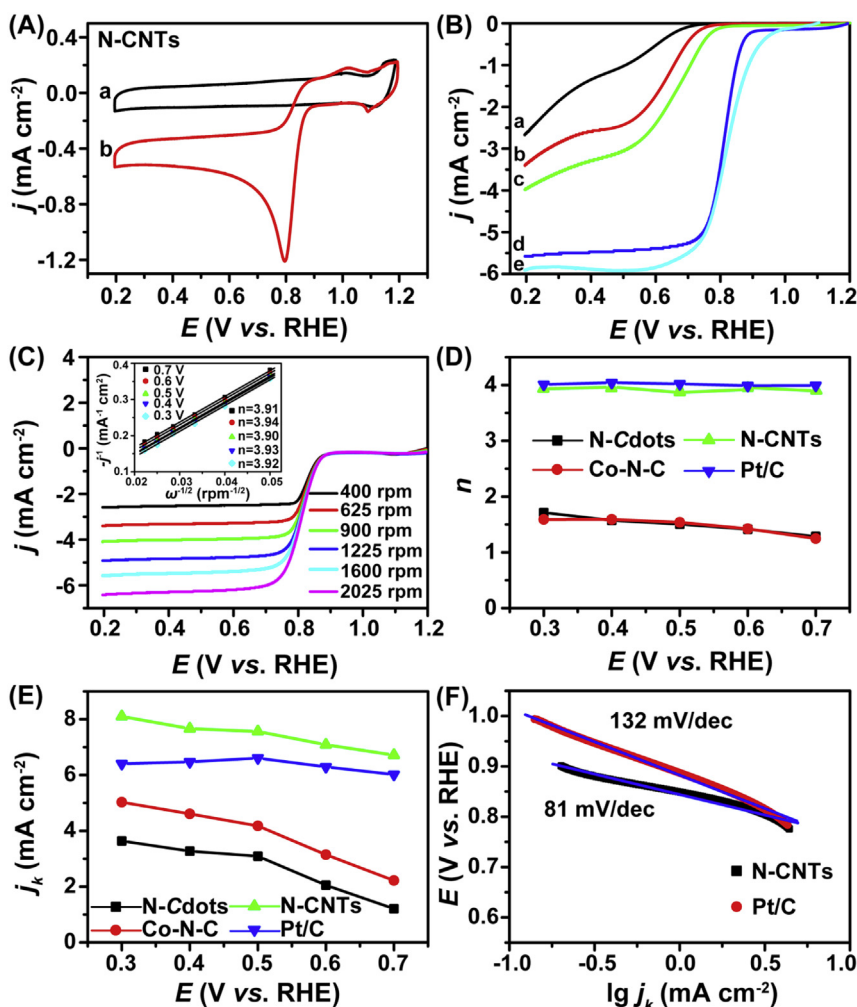 (A)
N-CNTs
a
b
0.4
0.0
-0.4
-0.8
-1.2
j (mA cm-2)
0.2 0.4 0.6 0.8 1.0 1.2
E (V vs. RHE)
(B)
a
b
c
d
e
0
-1
-2
-3
-4
-5
-6
j (mA cm-2)
0.2 0.4 0.6 0.8 1.0 1.2
E (V vs. RHE)
(C)
4
2
0
-2
-4
-6
j (mA cm-2)
0.7 V
0.6 V
0.5 V
0.4 V
0.3 V
n=3.91
n=3.94
n=3.90
n=3.93
n=3.92
0.4
0.3
0.2
0.1
-j-1 (mA-1 cm2)
0.02 0.03 0.04 0.05
ω-1/2 (rpm-1/2)
400 rpm
625 rpm
900 rpm
1225 rpm
1600 rpm
2025 rpm
0.2 0.4 0.6 0.8 1.0 1.2
E (V vs. RHE)
(D)
5
4
3
2
1
0
n
N-Cdots N-CNTs
Co-N-C Pt/C
0.3 0.4 0.5 0.6 0.7
E (V vs. RHE)
(E)
8
6
4
2
0
jk (mA cm-2)
N-Cdots N-CNTs
Co-N-C Pt/C
0.3 0.4 0.5 0.6 0.7
E (V vs. RHE)
(F)
1.0
0.9
0.8
0.7
0.6
E (V vs. RHE)
132 mV/dec
81 mV/dec
N-CNTs
Pt/C
-1.0 -0.5 0.0 0.5 1.0
lg jk (mA cm-2)